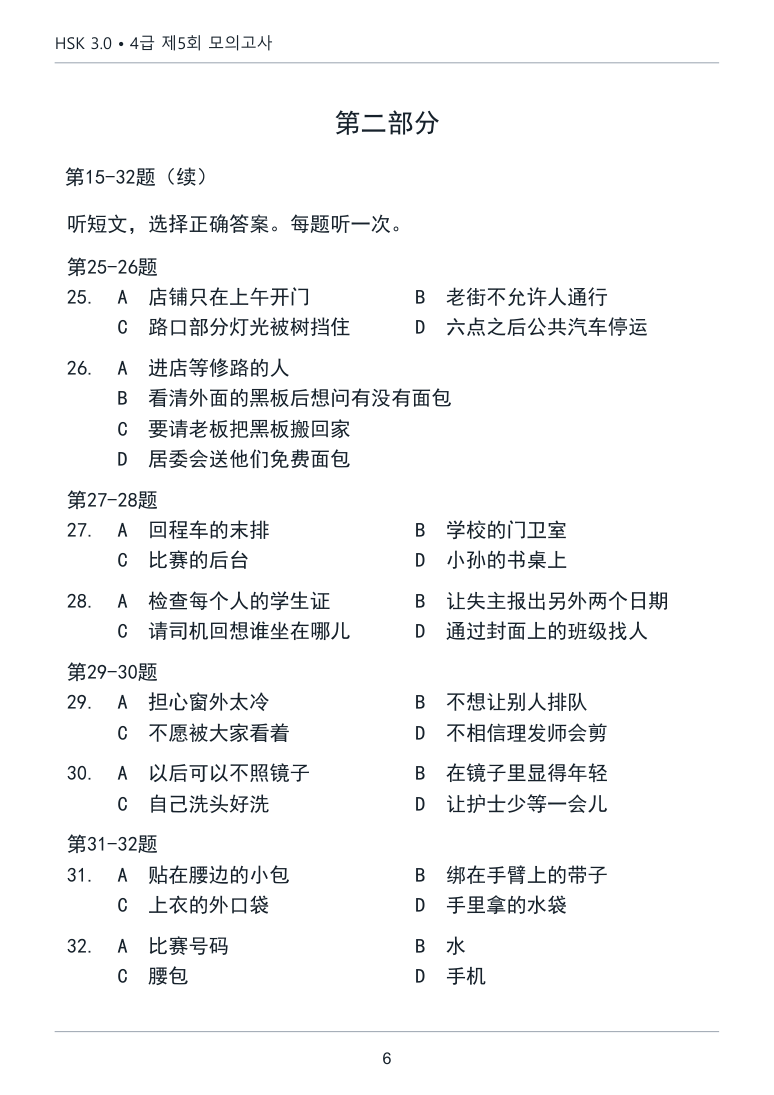 HSK 3.0 • 4급 제5회 모의고사
第二部分
第15-32题（续）
听短文，选择正确答案。每题听一次。
第25-26题
25. A 店铺只在上午开门 B 老街不允许人通行
C 路口部分灯光被树挡住 D 六点之后公共汽车停运
26. A 进店等修路的人
B 看清外面的黑板后想问有没有面包
C 要请老板把黑板搬回家
D 居委会送他们免费面包
第27-28题
27. A 回程车的末排 B 学校的门卫室
C 比赛的后台 D 小孙的书桌上
28. A 检查每个人的学生证 B 让失主报出另外两个日期
C 请司机回想谁坐在哪儿 D 通过封面上的班级找人
第29-30题
29. A 担心窗外太冷 B 不想让别人排队
C 不愿被大家看着 D 不相信理发师会剪
30. A 以后可以不照镜子 B 在镜子里显得年轻
C 自己洗头好洗 D 让护士少等一会儿
第31-32题
31. A 贴在腰边的小包 B 绑在手臂上的带子
C 上衣的外口袋 D 手里拿的水袋
32. A 比赛号码 B 水
C 腰包 D 手机
6